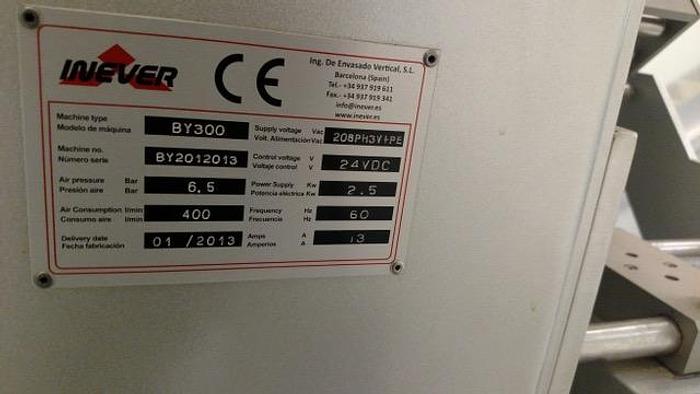 INEVER
CE
Ing. De Envasado Vertical, S.L.
Barcelona (Spain)
Tel.- +34 937 919 611
Fax.- +34 937 919 341
info@inever.es
www.inever.es
Machine type
Modelo de máquina
BY300
Supply voltage Vac
Volt. Alimentación Vac
208PH3V+PE
Machine no.
Número serie
BY2012013
Control voltage V
Voltaje control V
24VDC
Air pressure Bar
Presión aire Bar
6,5
Power Supply Kw
Potencia eléctrica Kw
2.5
Air Consumption l/min
Consumo aire l/min
400
Frequency Hz
Frecuencia Hz
60
Delivery date
Fecha fabricación
01 /2013
Amps A
Amperios A
13